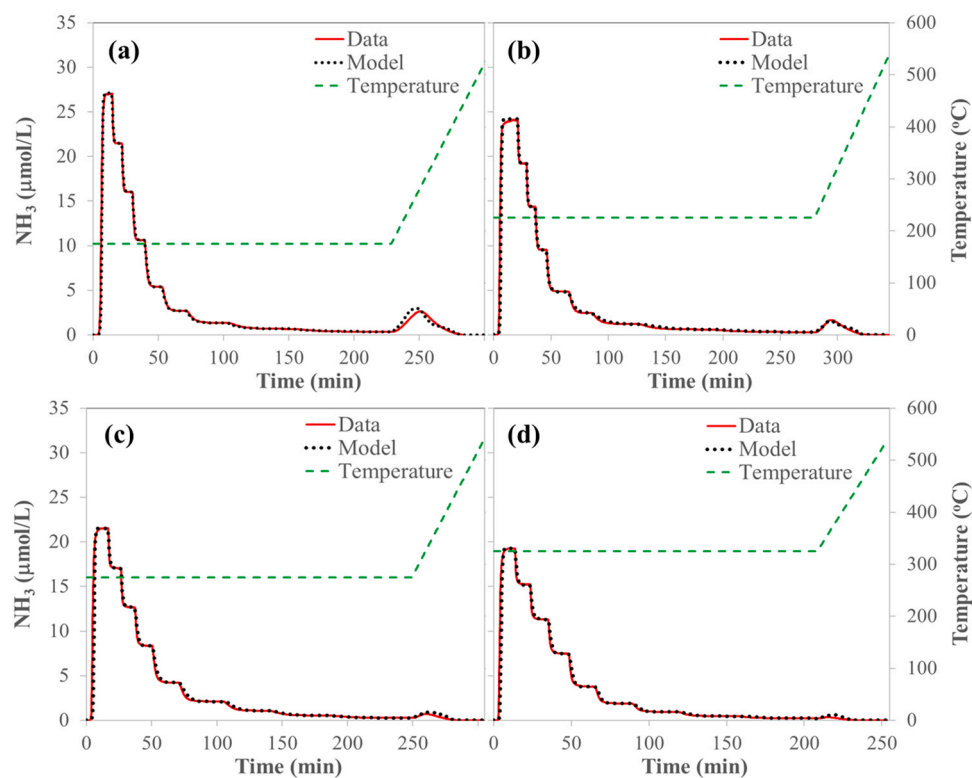 (a)
Data
Model
Temperature
NH₃ (µmol/L)
35
30
25
20
15
10
5
0
0 50 100 150 200 250
Time (min)
(b)
Data
Model
Temperature
600
500
400
300
200
100
0
Temperature (°C)
0 50 100 150 200 250 300
Time (min)
(c)
Data
Model
Temperature
NH₃ (µmol/L)
35
30
25
20
15
10
5
0
0 50 100 150 200 250 300
Time (min)
(d)
Data
Model
Temperature
600
500
400
300
200
100
0
Temperature (°C)
0 50 100 150 200 250
Time (min)